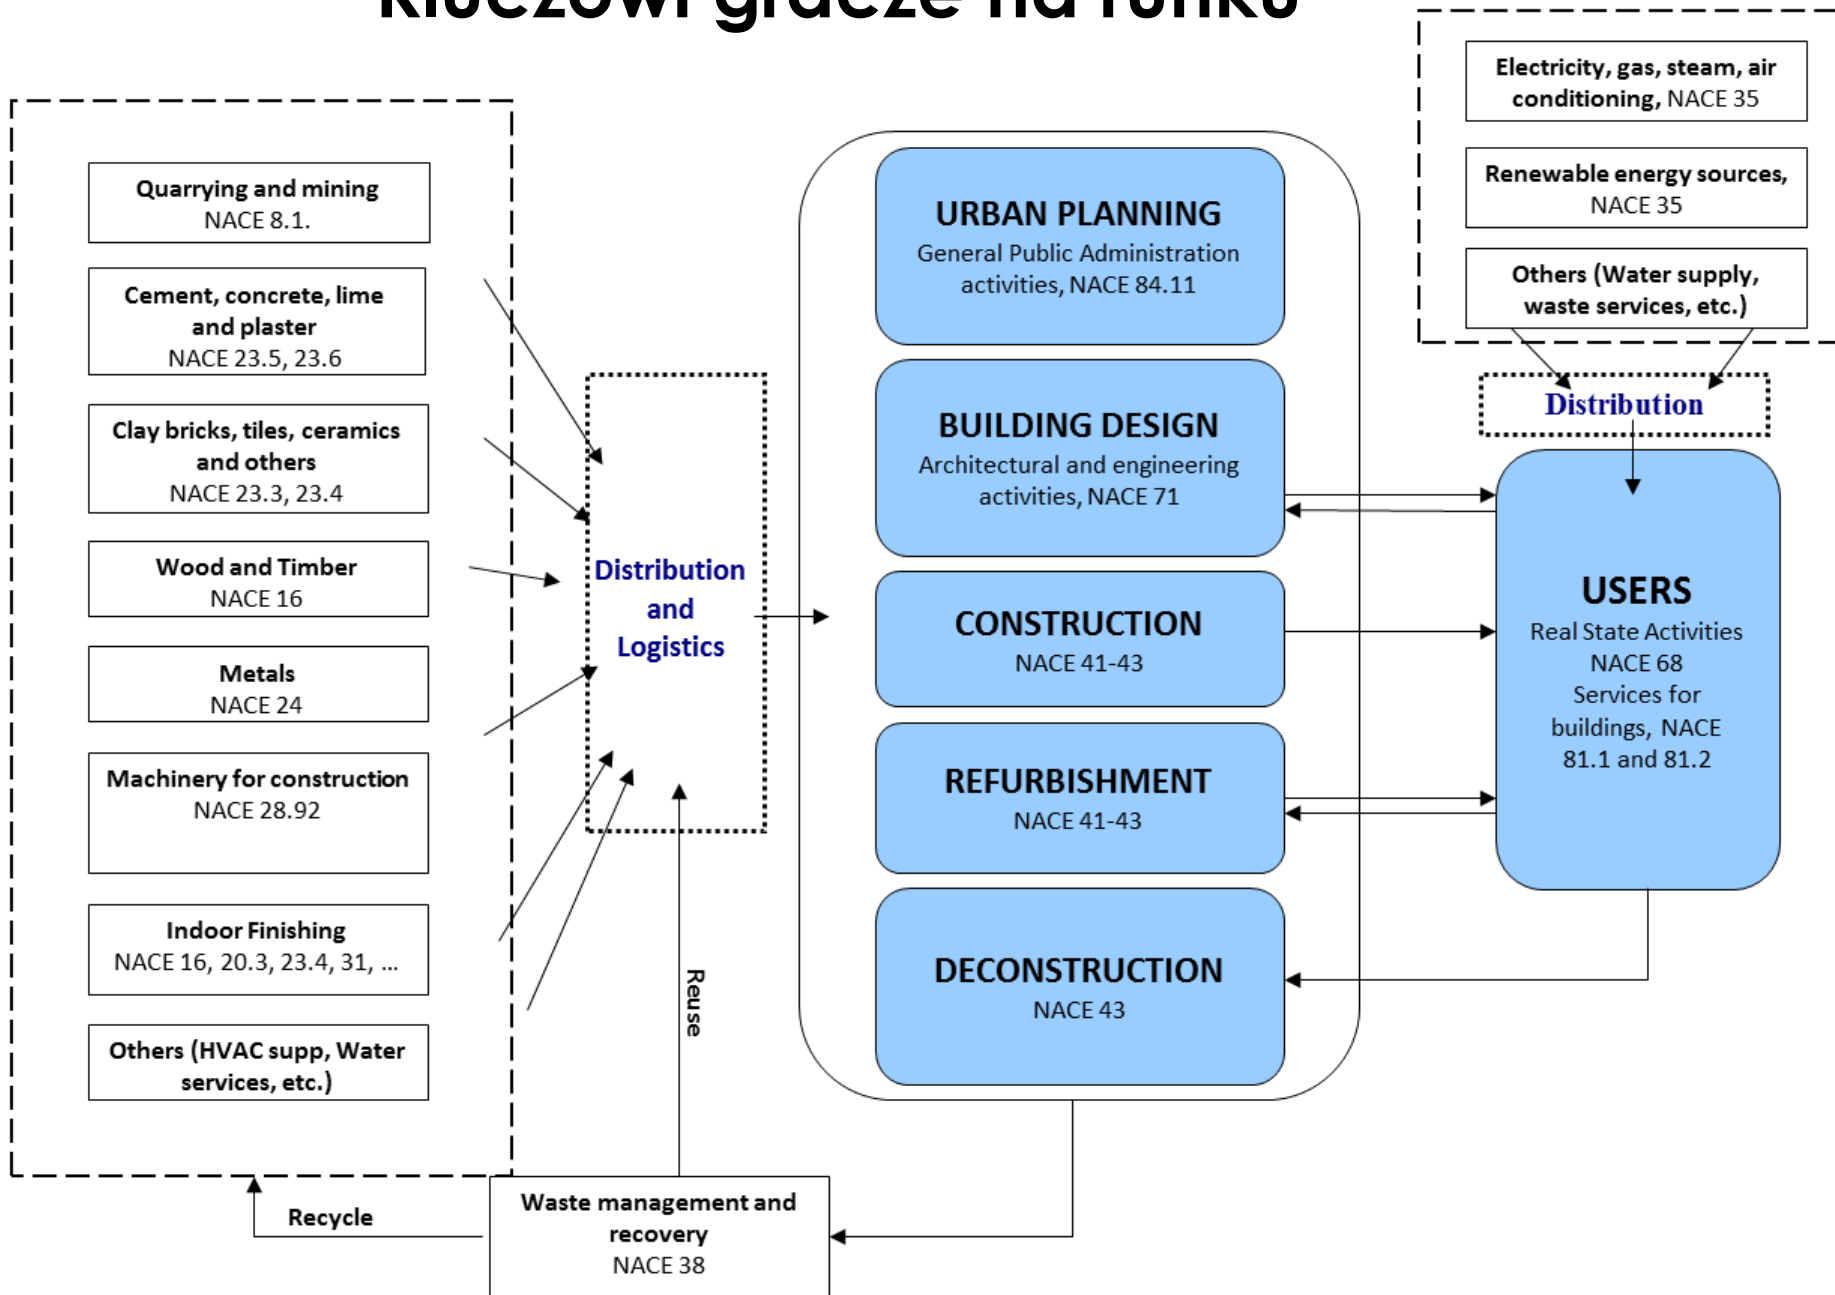 Kluczowi gracze na rynku
Electricity, gas, steam, air
conditioning, NACE 35
Renewable energy sources,
NACE 35
Others (Water supply,
waste services, etc.)
Distribution
Quarrying and mining
NACE 8.1.
Cement, concrete, lime
and plaster
NACE 23.5, 23.6
Clay bricks, tiles, ceramics
and others
NACE 23.3, 23.4
Wood and Timber
NACE 16
Metals
NACE 24
Machinery for construction
NACE 28.92
Indoor Finishing
NACE 16, 20.3, 23.4, 31, ...
Others (HVAC supp, Water
services, etc.)
Distribution
and
Logistics
URBAN PLANNING
General Public Administration
activities, NACE 84.11
BUILDING DESIGN
Architectural and engineering
activities, NACE 71
CONSTRUCTION
NACE 41-43
REFURBISHMENT
NACE 41-43
DECONSTRUCTION
NACE 43
USERS
Real State Activities
NACE 68
Services for
buildings, NACE
81.1 and 81.2
Reuse
Recycle
Waste management and
recovery
NACE 38